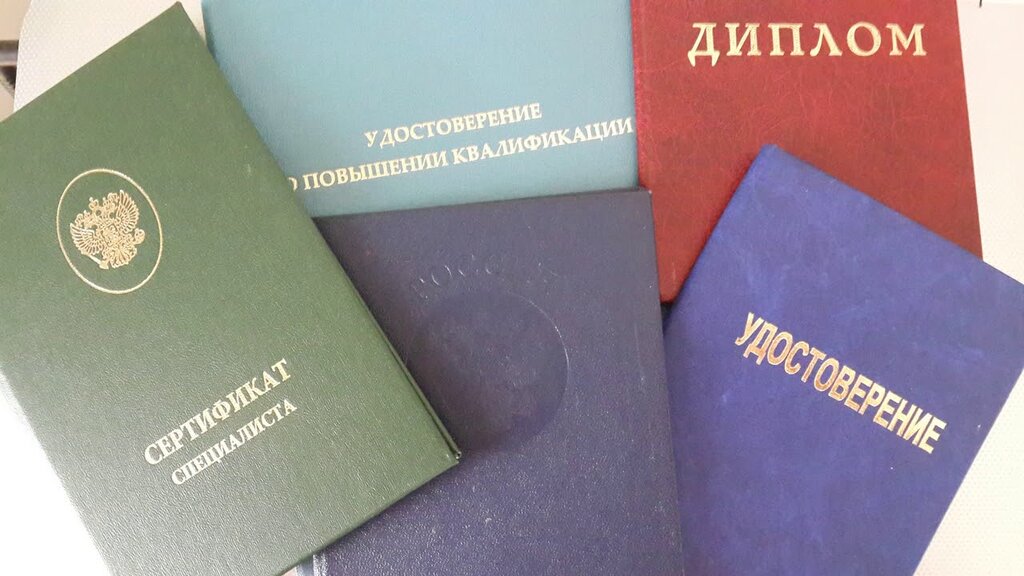 СЕРТИФИКАТ
СПЕЦИАЛИСТА
УДОСТОВЕРЕНИЕ
О ПОВЫШЕНИИ КВАЛИФИКАЦИИ
ДИПЛОМ
УДОСТОВЕРЕНИЕ